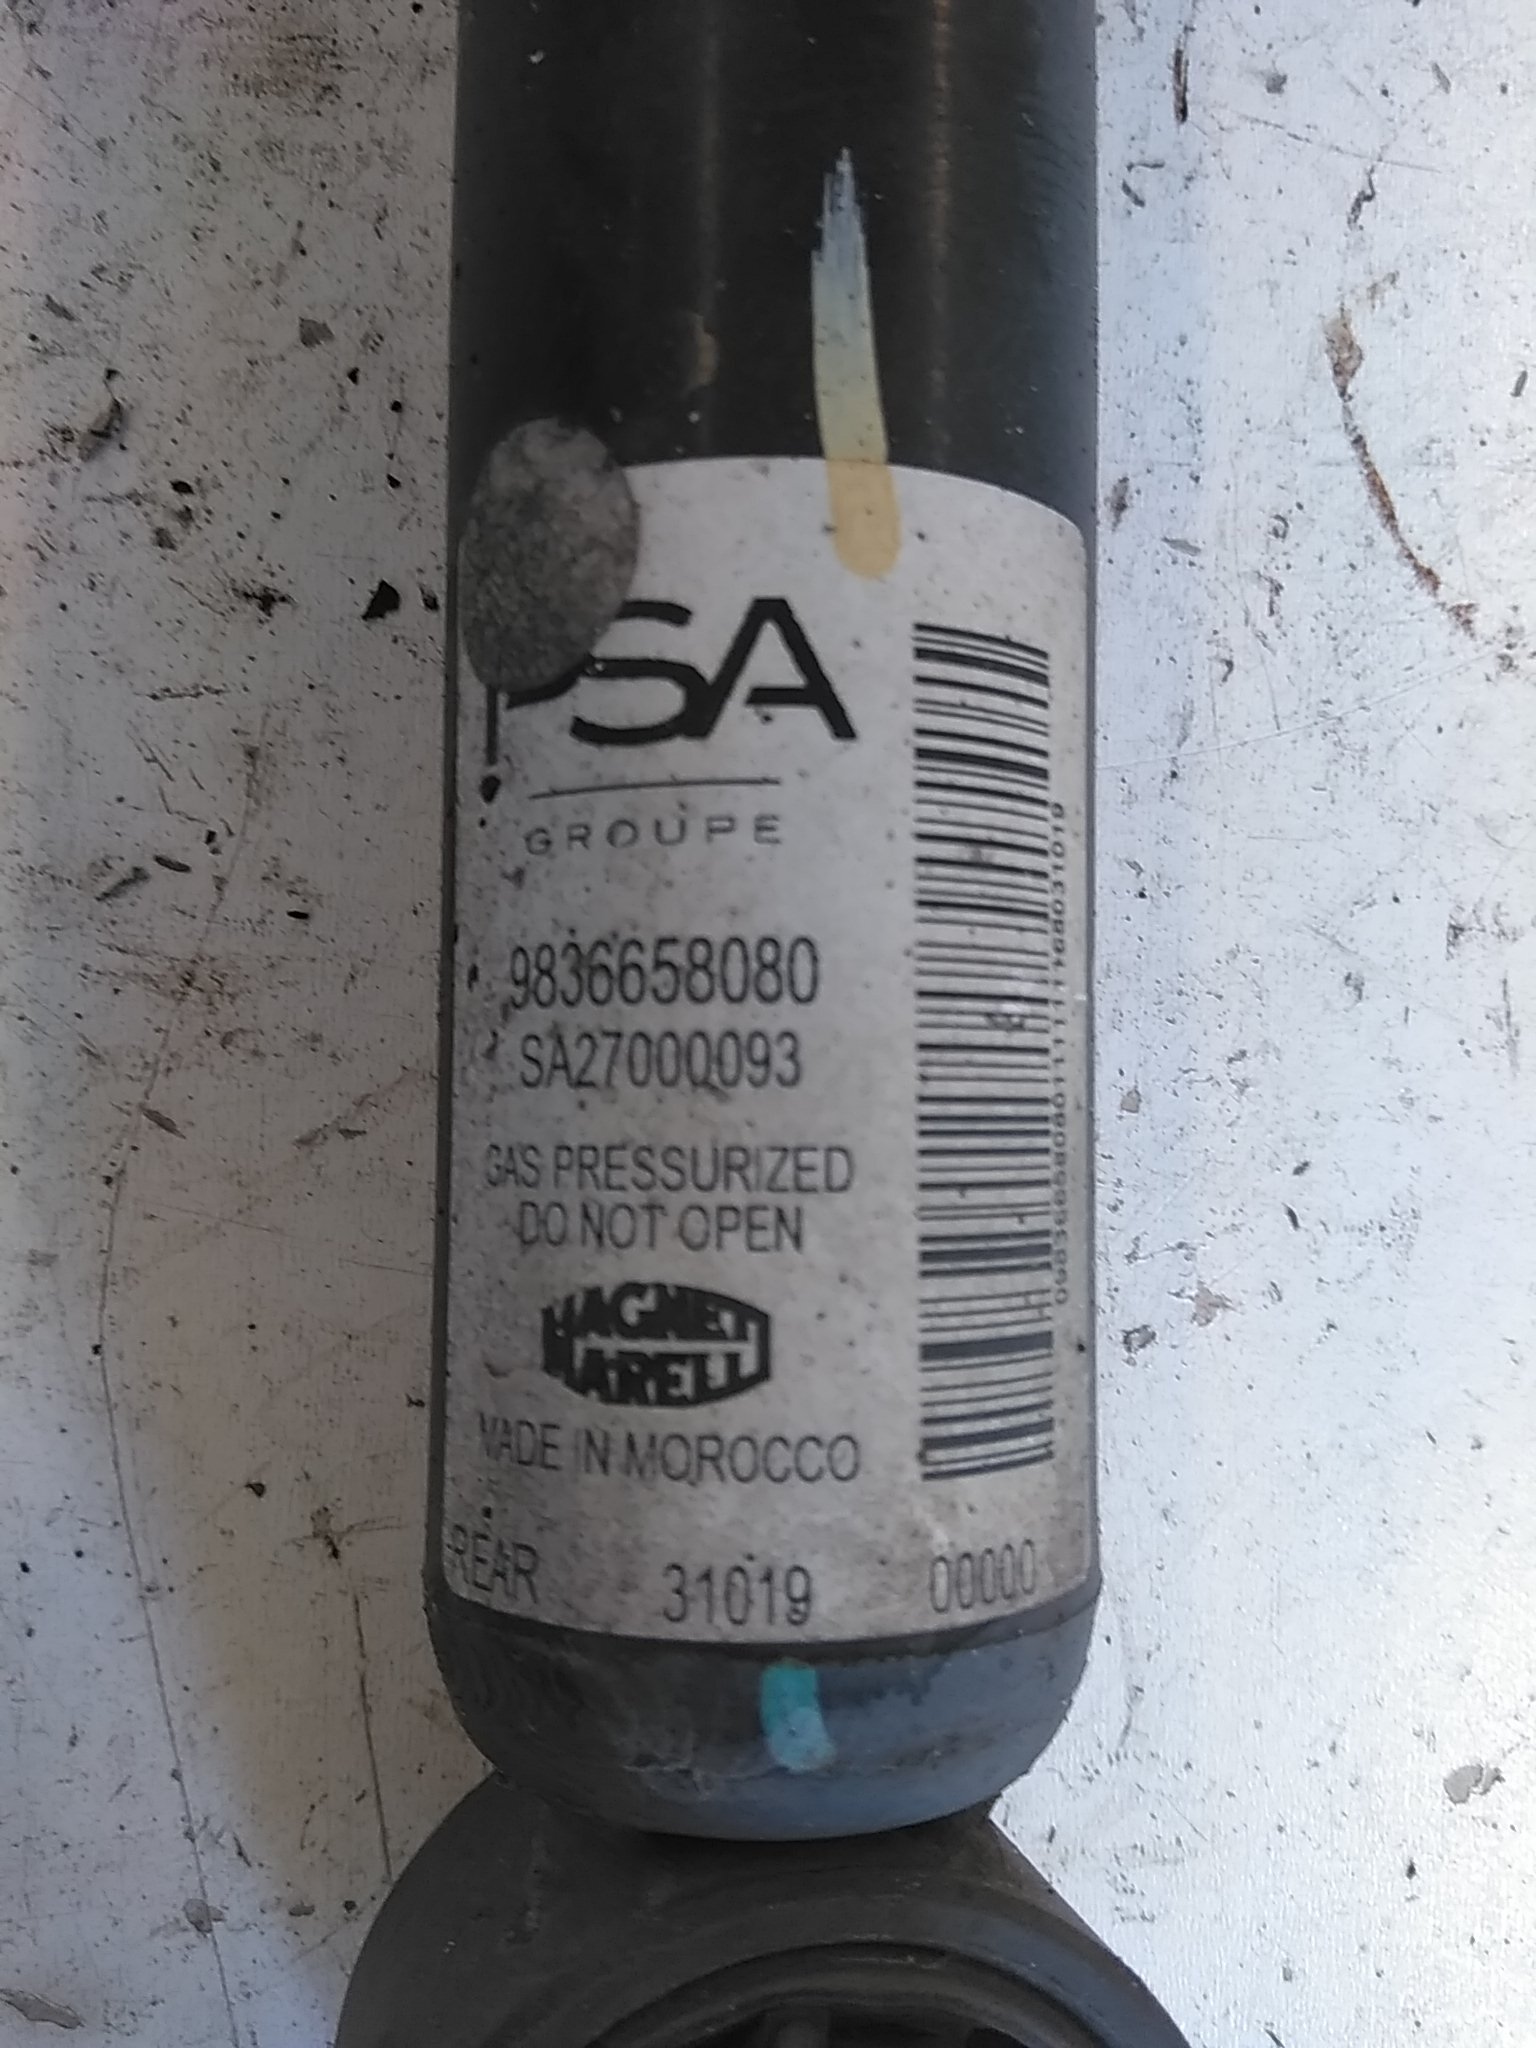 PSA
GROUPE
9836658080
SA27000093
GAS PRESSURIZED
DO NOT OPEN
MAGNETI
MARELLI
MADE IN MOROCCO
REAR 31019 00000